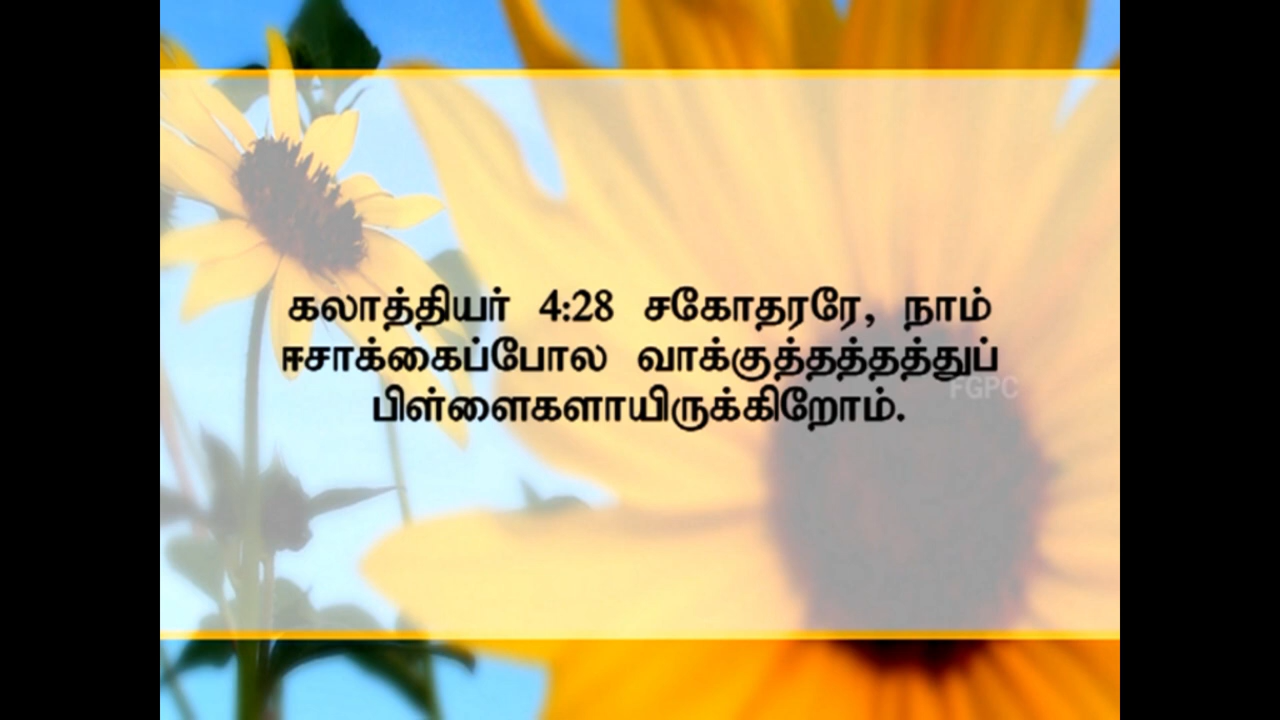 கலாத்தியர் 4:28 சகோதரரே, நாம்
ஈசாக்கைப்போல வாக்குத்தத்தத்துப்
பிள்ளைகளாயிருக்கிறோம்.
FGPC